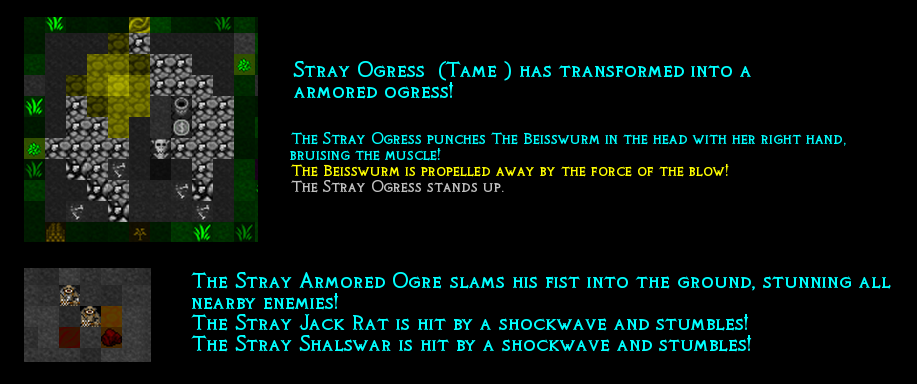 Stray Ogress (Tame ) has transformed into a
armored ogress!
The Stray Ogress punches The Beisswurm in the head with her right hand,
bruising the muscle!
The Beisswurm is propelled away by the force of the blow!
The Stray Ogress stands up.
The Stray Armored Ogre slams his fist into the ground, stunning all
nearby enemies!
The Stray Jack Rat is hit by a shockwave and stumbles!
The Stray Shalswar is hit by a shockwave and stumbles!